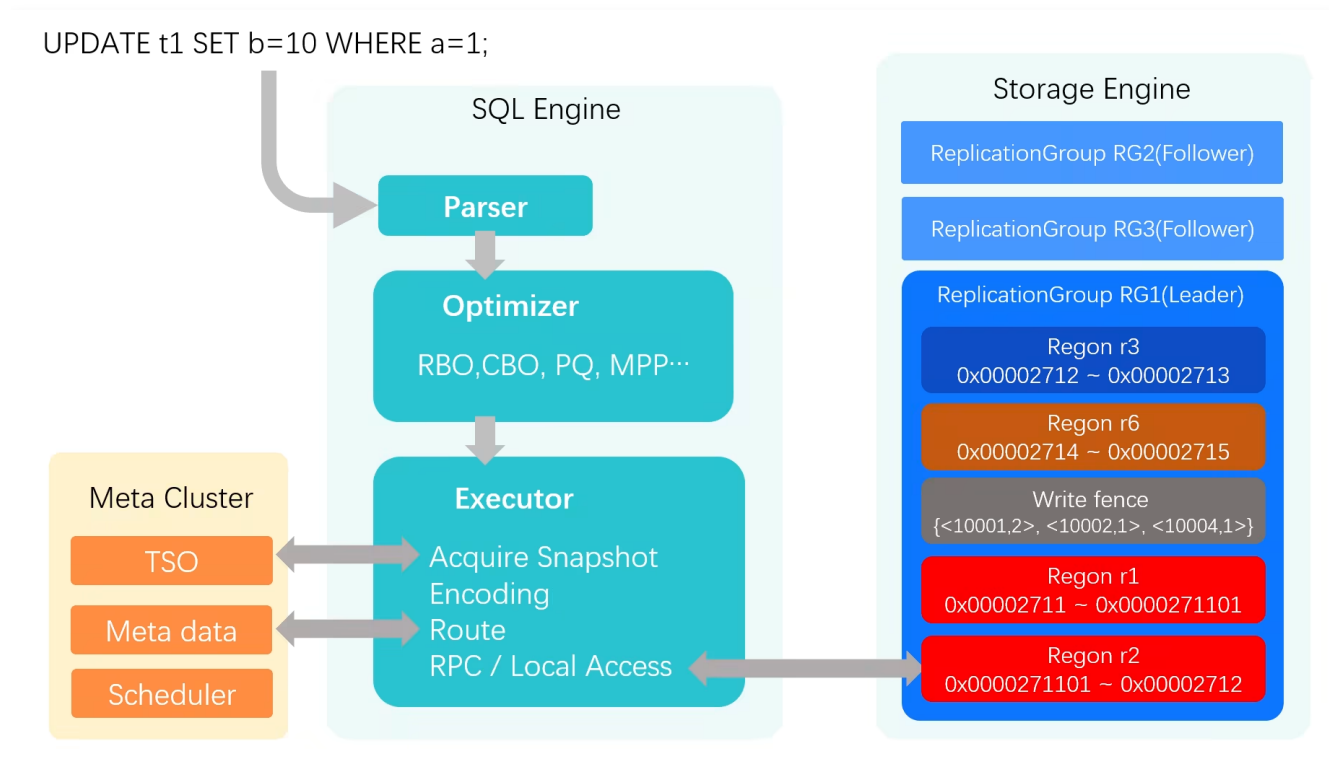 UPDATE t1 SET b=10 WHERE a=1;
SQL Engine
Parser
Optimizer
RBO,CBO, PQ, MPP···
Executor
Acquire Snapshot
Encoding
Route
RPC / Local Access
Meta Cluster
TSO
Meta data
Scheduler
Storage Engine
ReplicationGroup RG2(Follower)
ReplicationGroup RG3(Follower)
ReplicationGroup RG1(Leader)
Regon r3
0x00002712 ~ 0x00002713
Regon r6
0x00002714 ~ 0x00002715
Write fence
{<10001,2>, <10002,1>, <10004,1>}
Regon r1
0x00002711 ~ 0x0000271101
Regon r2
0x0000271101 ~ 0x00002712